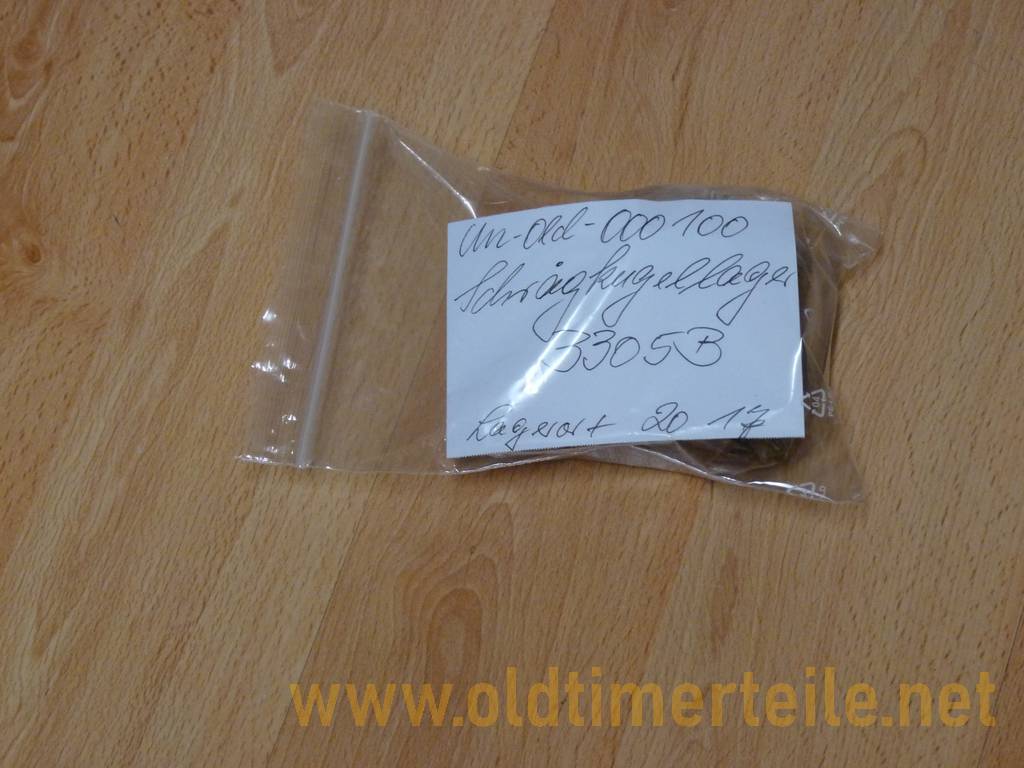 Un-Old-000100
Schrägkugellager
3305B
Lagerort 20 17
www.oldtimerteile.net